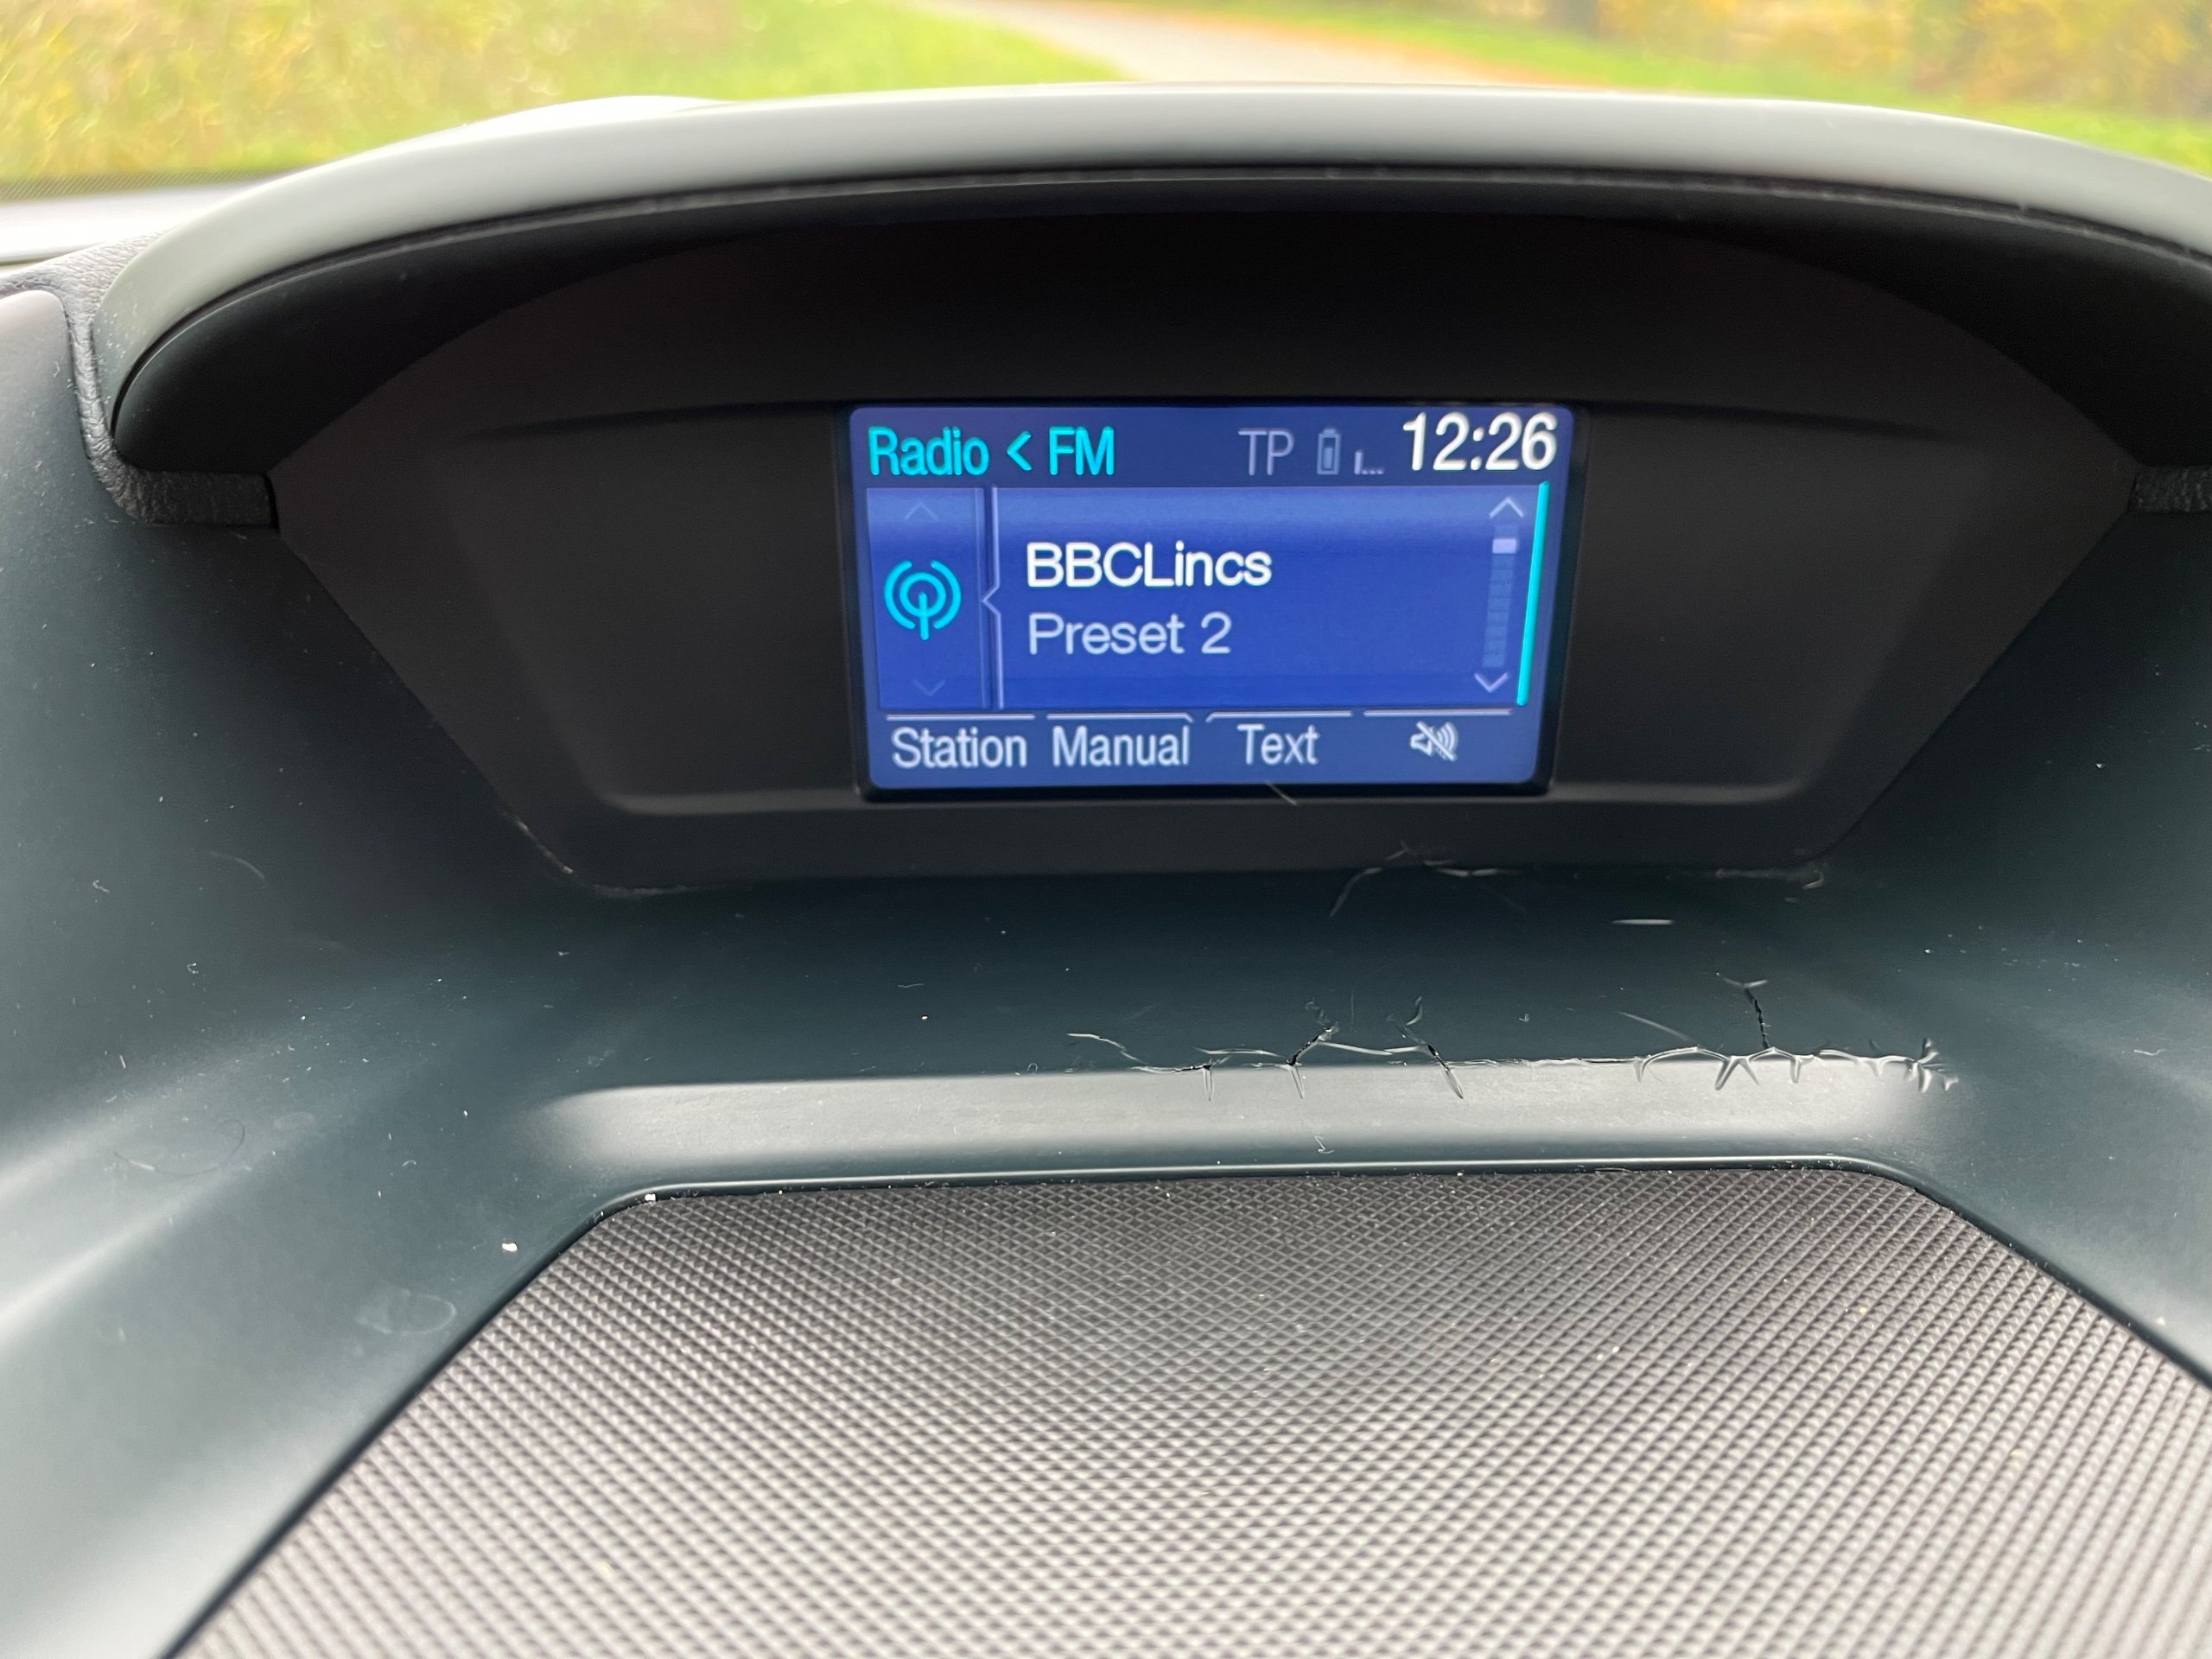 Radio < FM TP 12:26
BBCLincs
Preset 2
Station Manual Text